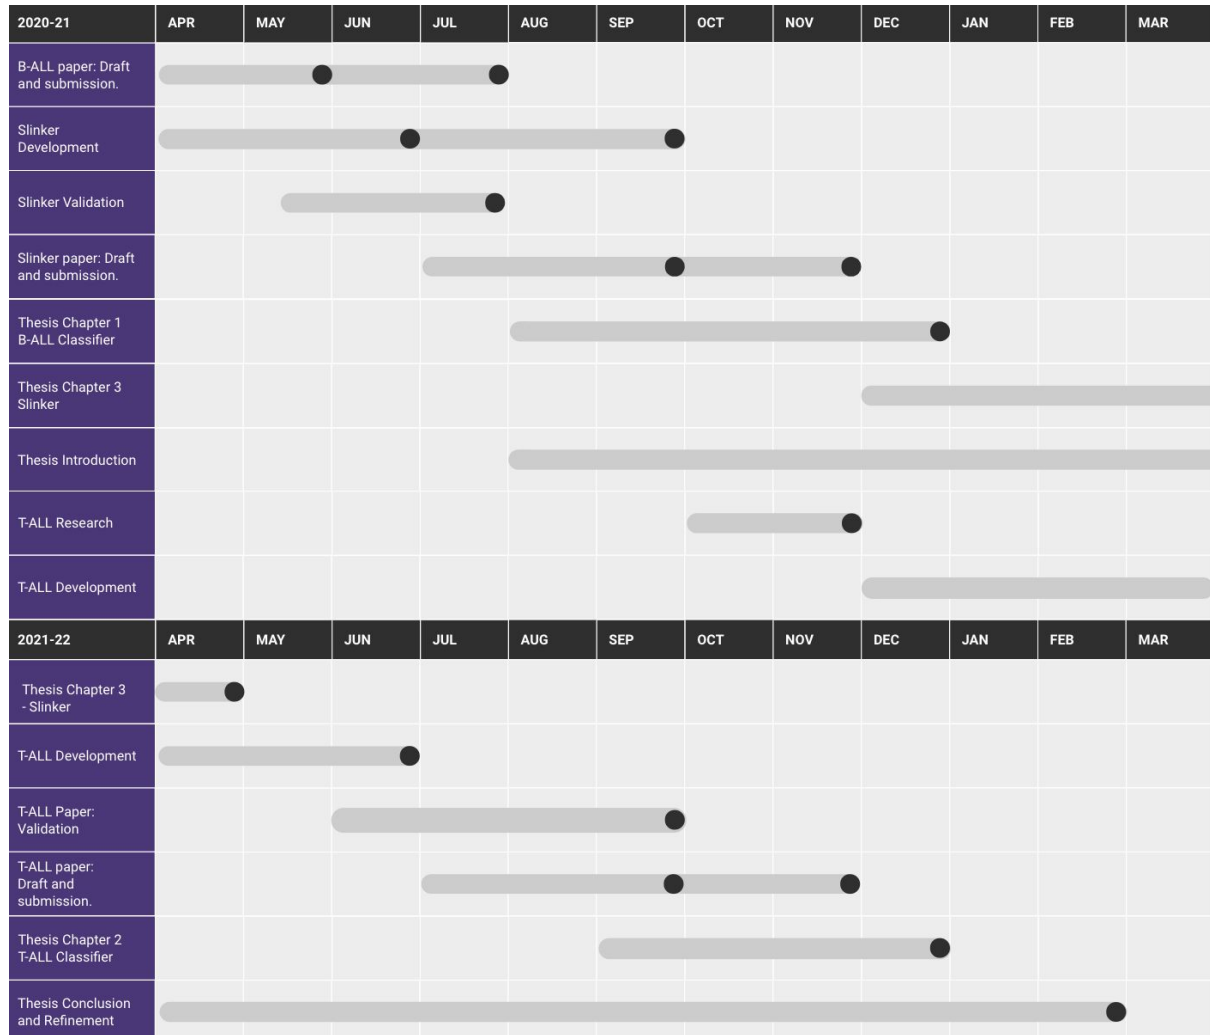 2020-21 APR MAY JUN JUL AUG SEP OCT NOV DEC JAN FEB MAR
B-ALL paper: Draft
and submission.
Slinker
Development
Slinker Validation
Slinker paper: Draft
and submission.
Thesis Chapter 1
B-ALL Classifier
Thesis Chapter 3
Slinker
Thesis Introduction
T-ALL Research
T-ALL Development
2021-22 APR MAY JUN JUL AUG SEP OCT NOV DEC JAN FEB MAR
Thesis Chapter 3
- Slinker
T-ALL Development
T-ALL Paper:
Validation
T-ALL paper:
Draft and
submission.
Thesis Chapter 2
T-ALL Classifier
Thesis Conclusion
and Refinement